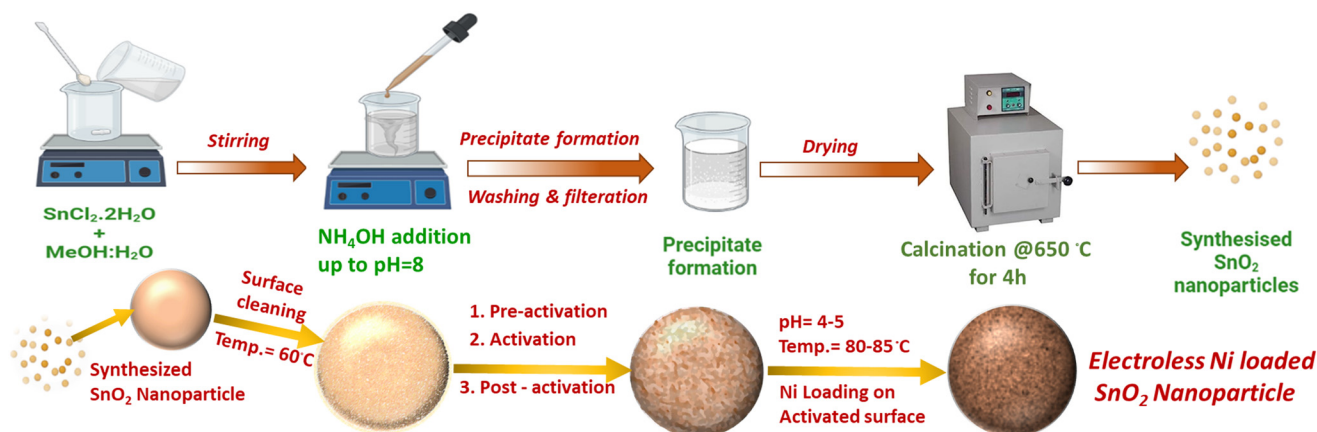 Stirring
Precipitate formation
Washing & filteration
Drying
SnCl₂.2H₂O
+
MeOH:H₂O
NH₄OH addition
up to pH=8
Precipitate
formation
Calcination @650 °C
for 4h
Synthesised
SnO₂
nanoparticles
Synthesized
SnO₂ Nanoparticle
Surface
cleaning
Temp.= 60°C
1. Pre-activation
2. Activation
3. Post - activation
pH= 4-5
Temp.= 80-85°C
Ni Loading on
Activated surface
Electroless Ni loaded
SnO₂ Nanoparticle